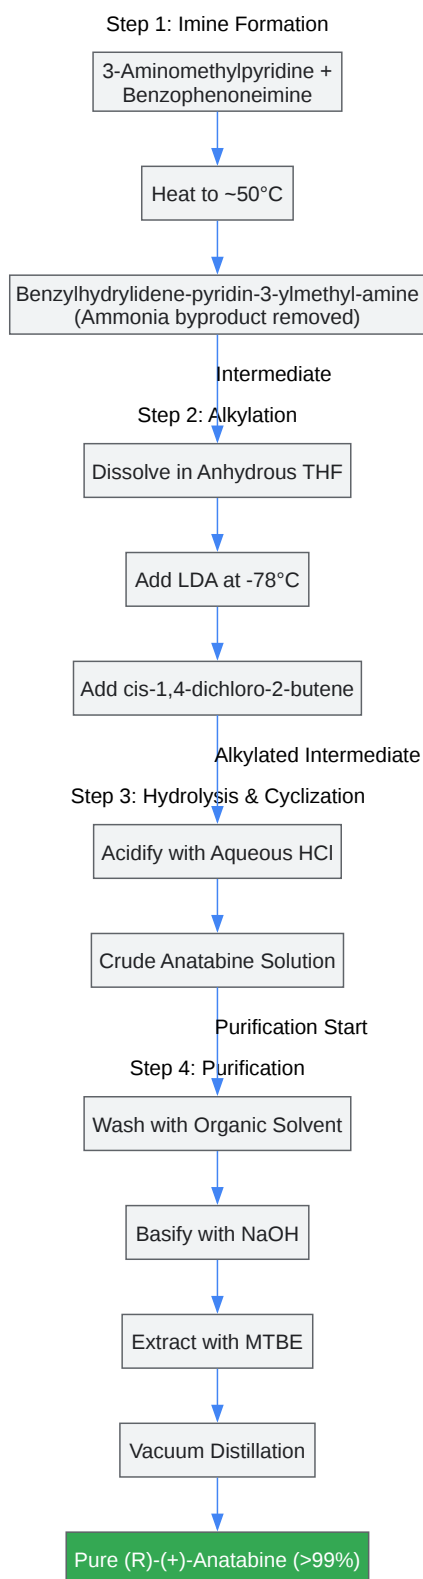 Step 1: Imine Formation
3-Aminomethylpyridine +
Benzophenoneimine
Heat to ~50°C
Benzylhydrylidene-pyridin-3-ylmethyl-amine
(Ammonia byproduct removed)
Intermediate
Step 2: Alkylation
Dissolve in Anhydrous THF
Add LDA at -78°C
Add cis-1,4-dichloro-2-butene
Alkylated Intermediate
Step 3: Hydrolysis & Cyclization
Acidify with Aqueous HCl
Crude Anatabine Solution
Purification Start
Step 4: Purification
Wash with Organic Solvent
Basify with NaOH
Extract with MTBE
Vacuum Distillation
Pure (R)-(+)-Anatabine (>99%)